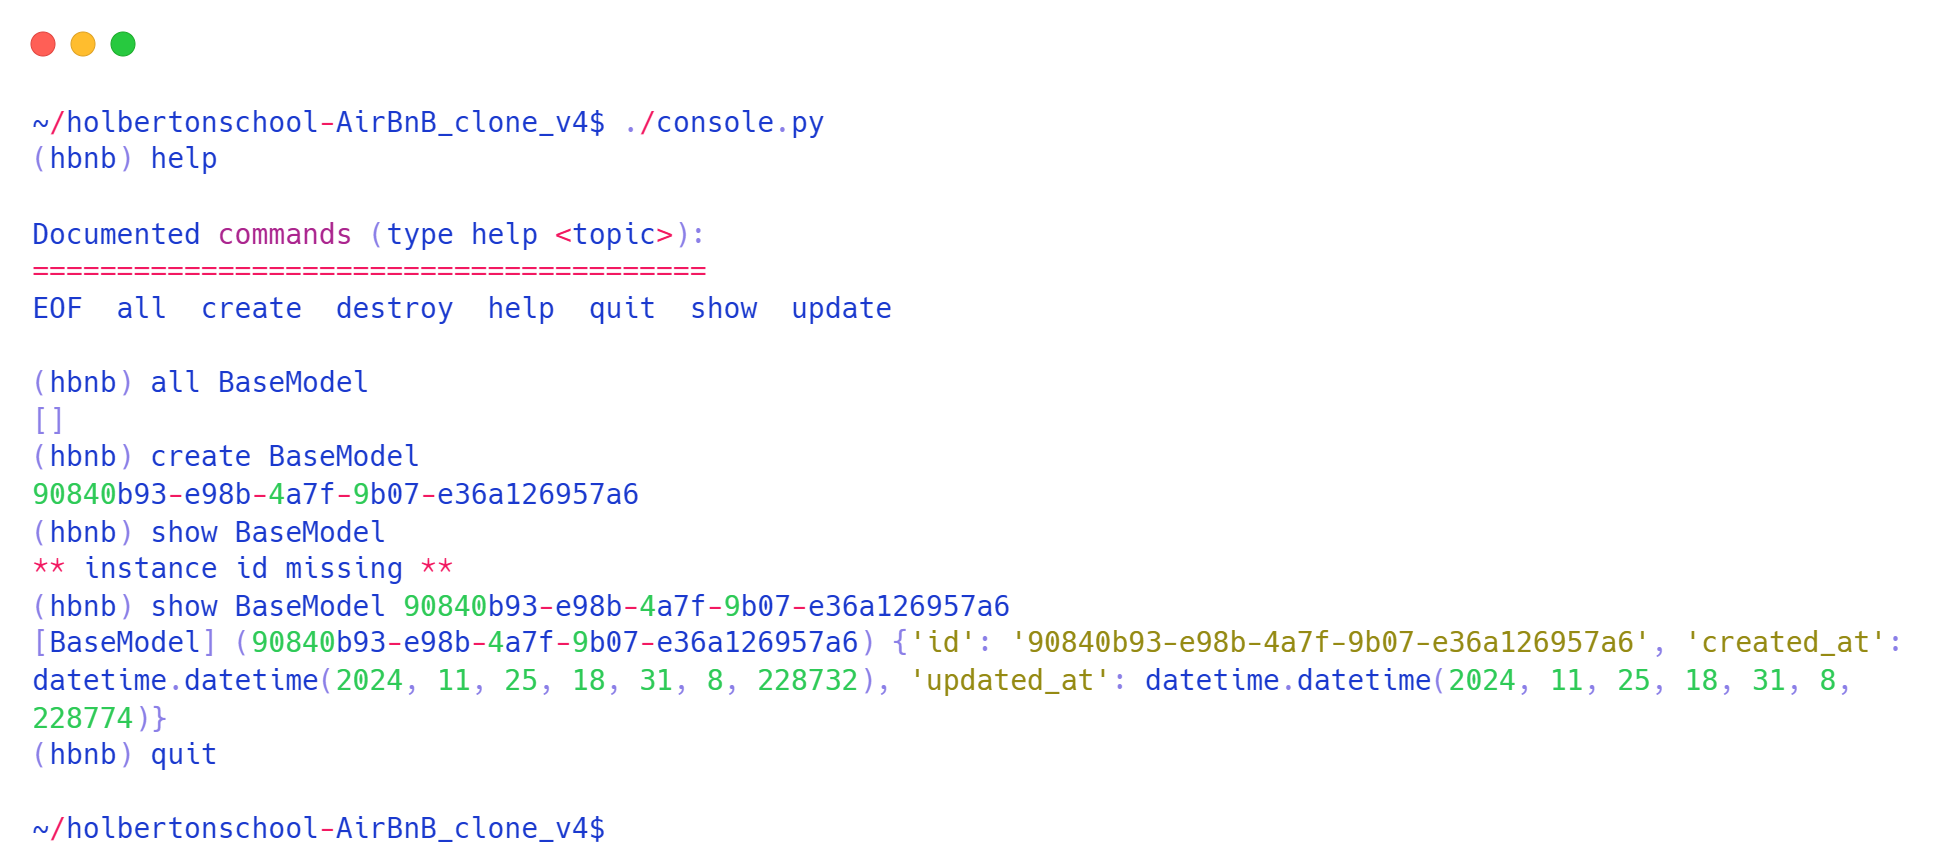 ~/holbertonschool-AirBnB_clone_v4$ ./console.py
(hbnb) help
Documented commands (type help <topic>):
========================================
EOF  all  create  destroy  help  quit  show  update
(hbnb) all BaseModel
[]
(hbnb) create BaseModel
90840b93-e98b-4a7f-9b07-e36a126957a6
(hbnb) show BaseModel
** instance id missing **
(hbnb) show BaseModel 90840b93-e98b-4a7f-9b07-e36a126957a6
[BaseModel] (90840b93-e98b-4a7f-9b07-e36a126957a6) {'id': '90840b93-e98b-4a7f-9b07-e36a126957a6', 'created_at':
datetime.datetime(2024, 11, 25, 18, 31, 8, 228732), 'updated_at': datetime.datetime(2024, 11, 25, 18, 31, 8,
228774)}
(hbnb) quit
~/holbertonschool-AirBnB_clone_v4$